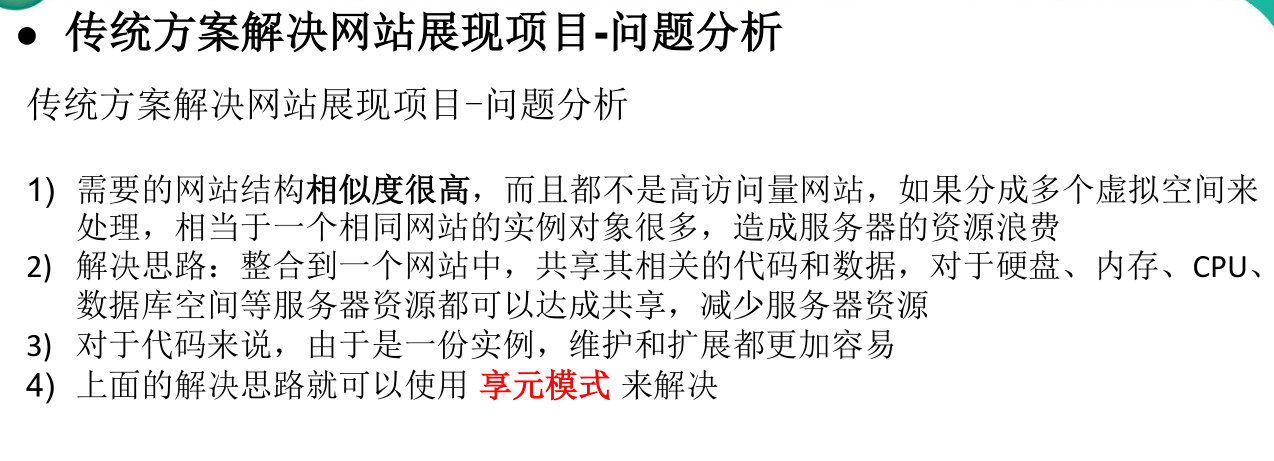 ● 传统方案解决网站展现项目-问题分析
传统方案解决网站展现项目-问题分析
1) 需要的网站结构相似度很高，而且都不是高访问量网站，如果分成多个虚拟空间来
处理，相当于一个相同网站的实例对象很多，造成服务器的资源浪费
2) 解决思路：整合到一个网站中，共享其相关的代码和数据，对于硬盘、内存、CPU、
数据库空间等服务器资源都可以达成共享，减少服务器资源
3) 对于代码来说，由于是一份实例，维护和扩展都更加容易
4) 上面的解决思路就可以使用 享元模式 来解决